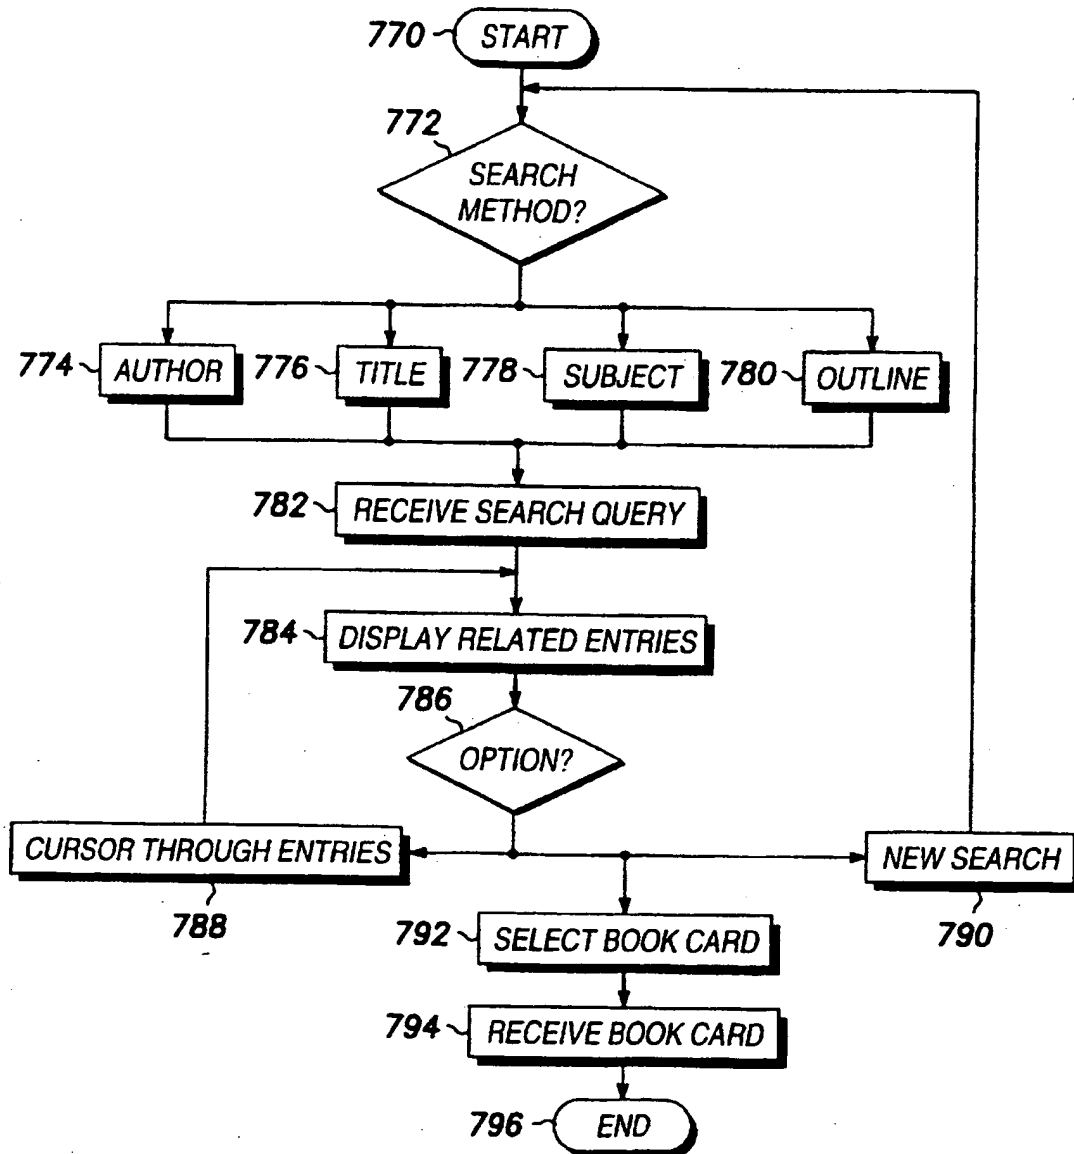 770 START
772
SEARCH
METHOD?
774 AUTHOR 776 TITLE 778 SUBJECT 780 OUTLINE
782 RECEIVE SEARCH QUERY
784 DISPLAY RELATED ENTRIES
786
OPTION?
CURSOR THROUGH ENTRIES NEW SEARCH
788 790
792 SELECT BOOK CARD
794 RECEIVE BOOK CARD
796 END